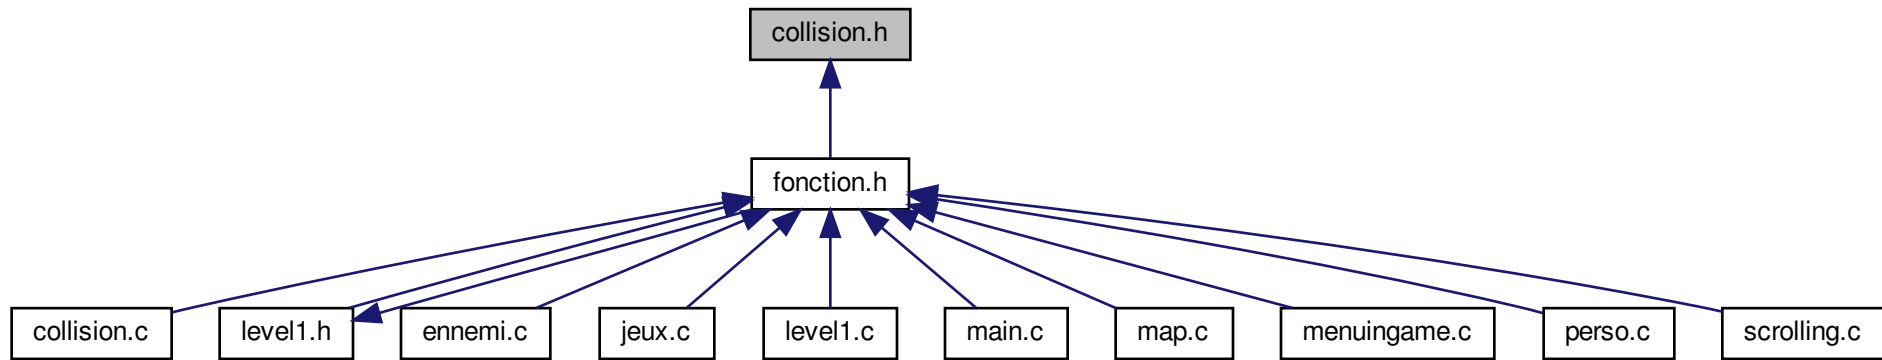 collision.h
fonction.h
collision.c
level1.h
ennemi.c
jeux.c
level1.c
main.c
map.c
menuingame.c
perso.c
scrolling.c